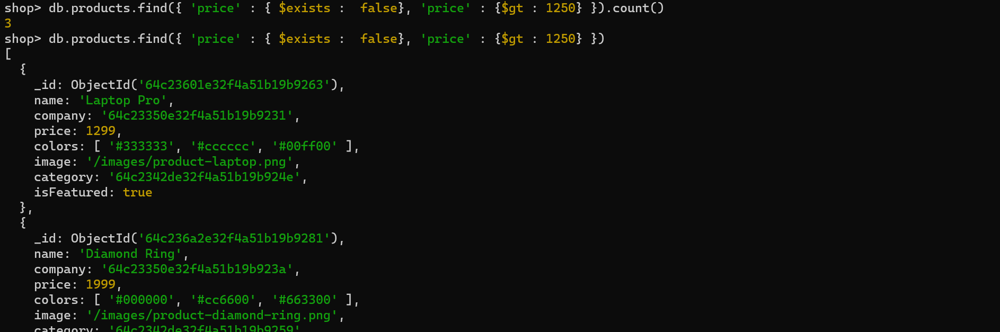 shop> db.products.find({ 'price' : { $exists :  false}, 'price' : {$gt : 1250} }).count()
3
shop> db.products.find({ 'price' : { $exists :  false}, 'price' : {$gt : 1250} })
[
  {
    _id: ObjectId('64c23601e32f4a51b19b9263'),
    name: 'Laptop Pro',
    company: '64c23350e32f4a51b19b9231',
    price: 1299,
    colors: [ '#333333', '#cccccc', '#00ff00' ],
    image: '/images/product-laptop.png',
    category: '64c2342de32f4a51b19b924e',
    isFeatured: true
  },
  {
    _id: ObjectId('64c236a2e32f4a51b19b9281'),
    name: 'Diamond Ring',
    company: '64c23350e32f4a51b19b923a',
    price: 1999,
    colors: [ '#000000', '#cc6600', '#663300' ],
    image: '/images/product-diamond-ring.png',
    category: '64c2342de32f4a51b19b9259'